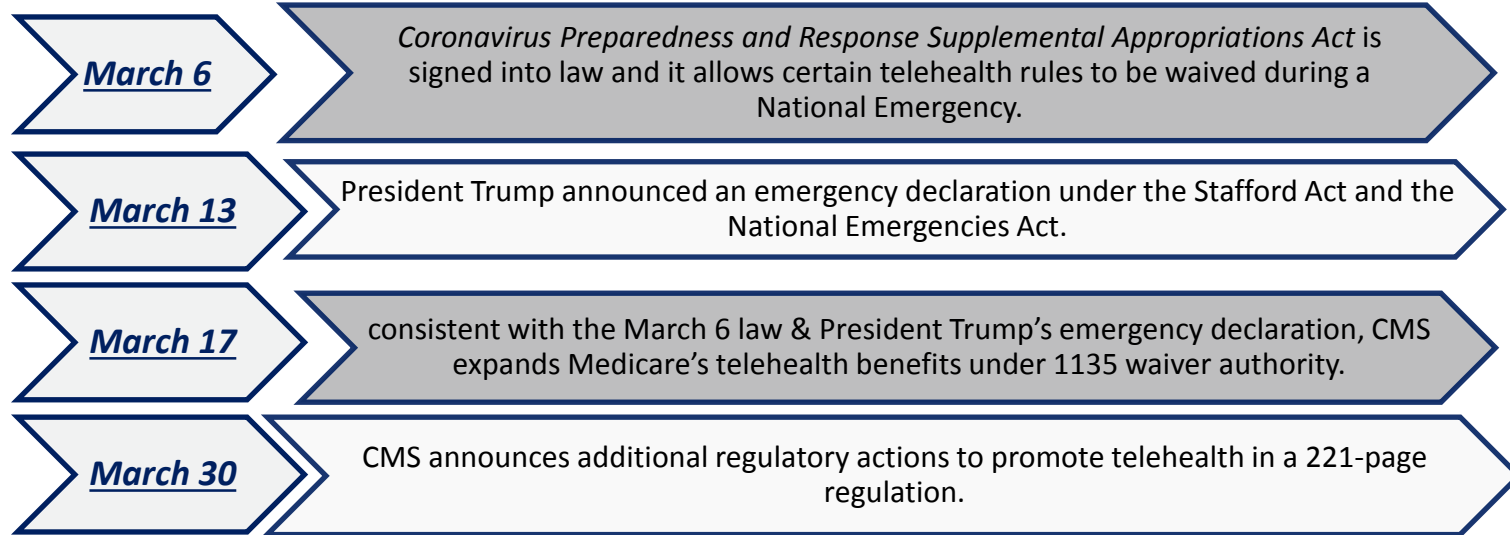 March 6
Coronavirus Preparedness and Response Supplemental Appropriations Act is
signed into law and it allows certain telehealth rules to be waived during a
National Emergency.
March 13
President Trump announced an emergency declaration under the Stafford Act and the
National Emergencies Act.
March 17
consistent with the March 6 law & President Trump’s emergency declaration, CMS
expands Medicare’s telehealth benefits under 1135 waiver authority.
March 30
CMS announces additional regulatory actions to promote telehealth in a 221-page
regulation.